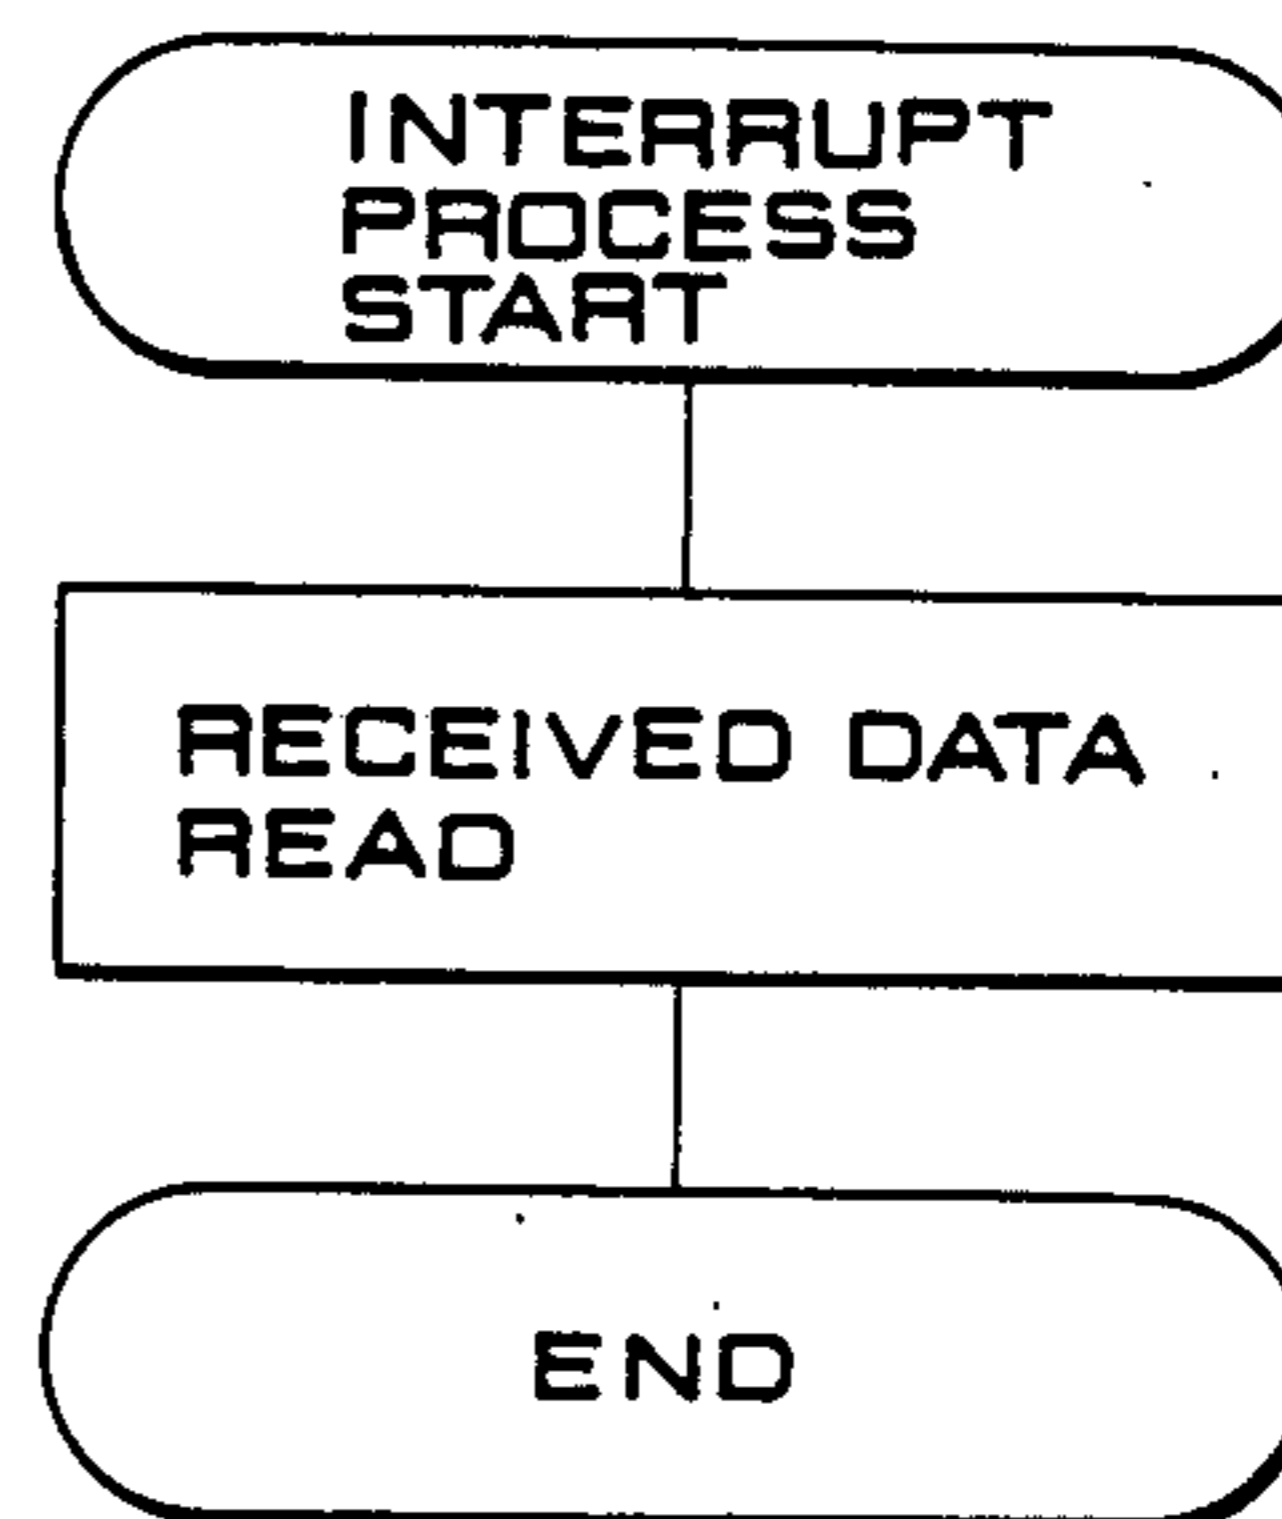 INTERRUPT
PROCESS
START
RECEIVED DATA
READ
END